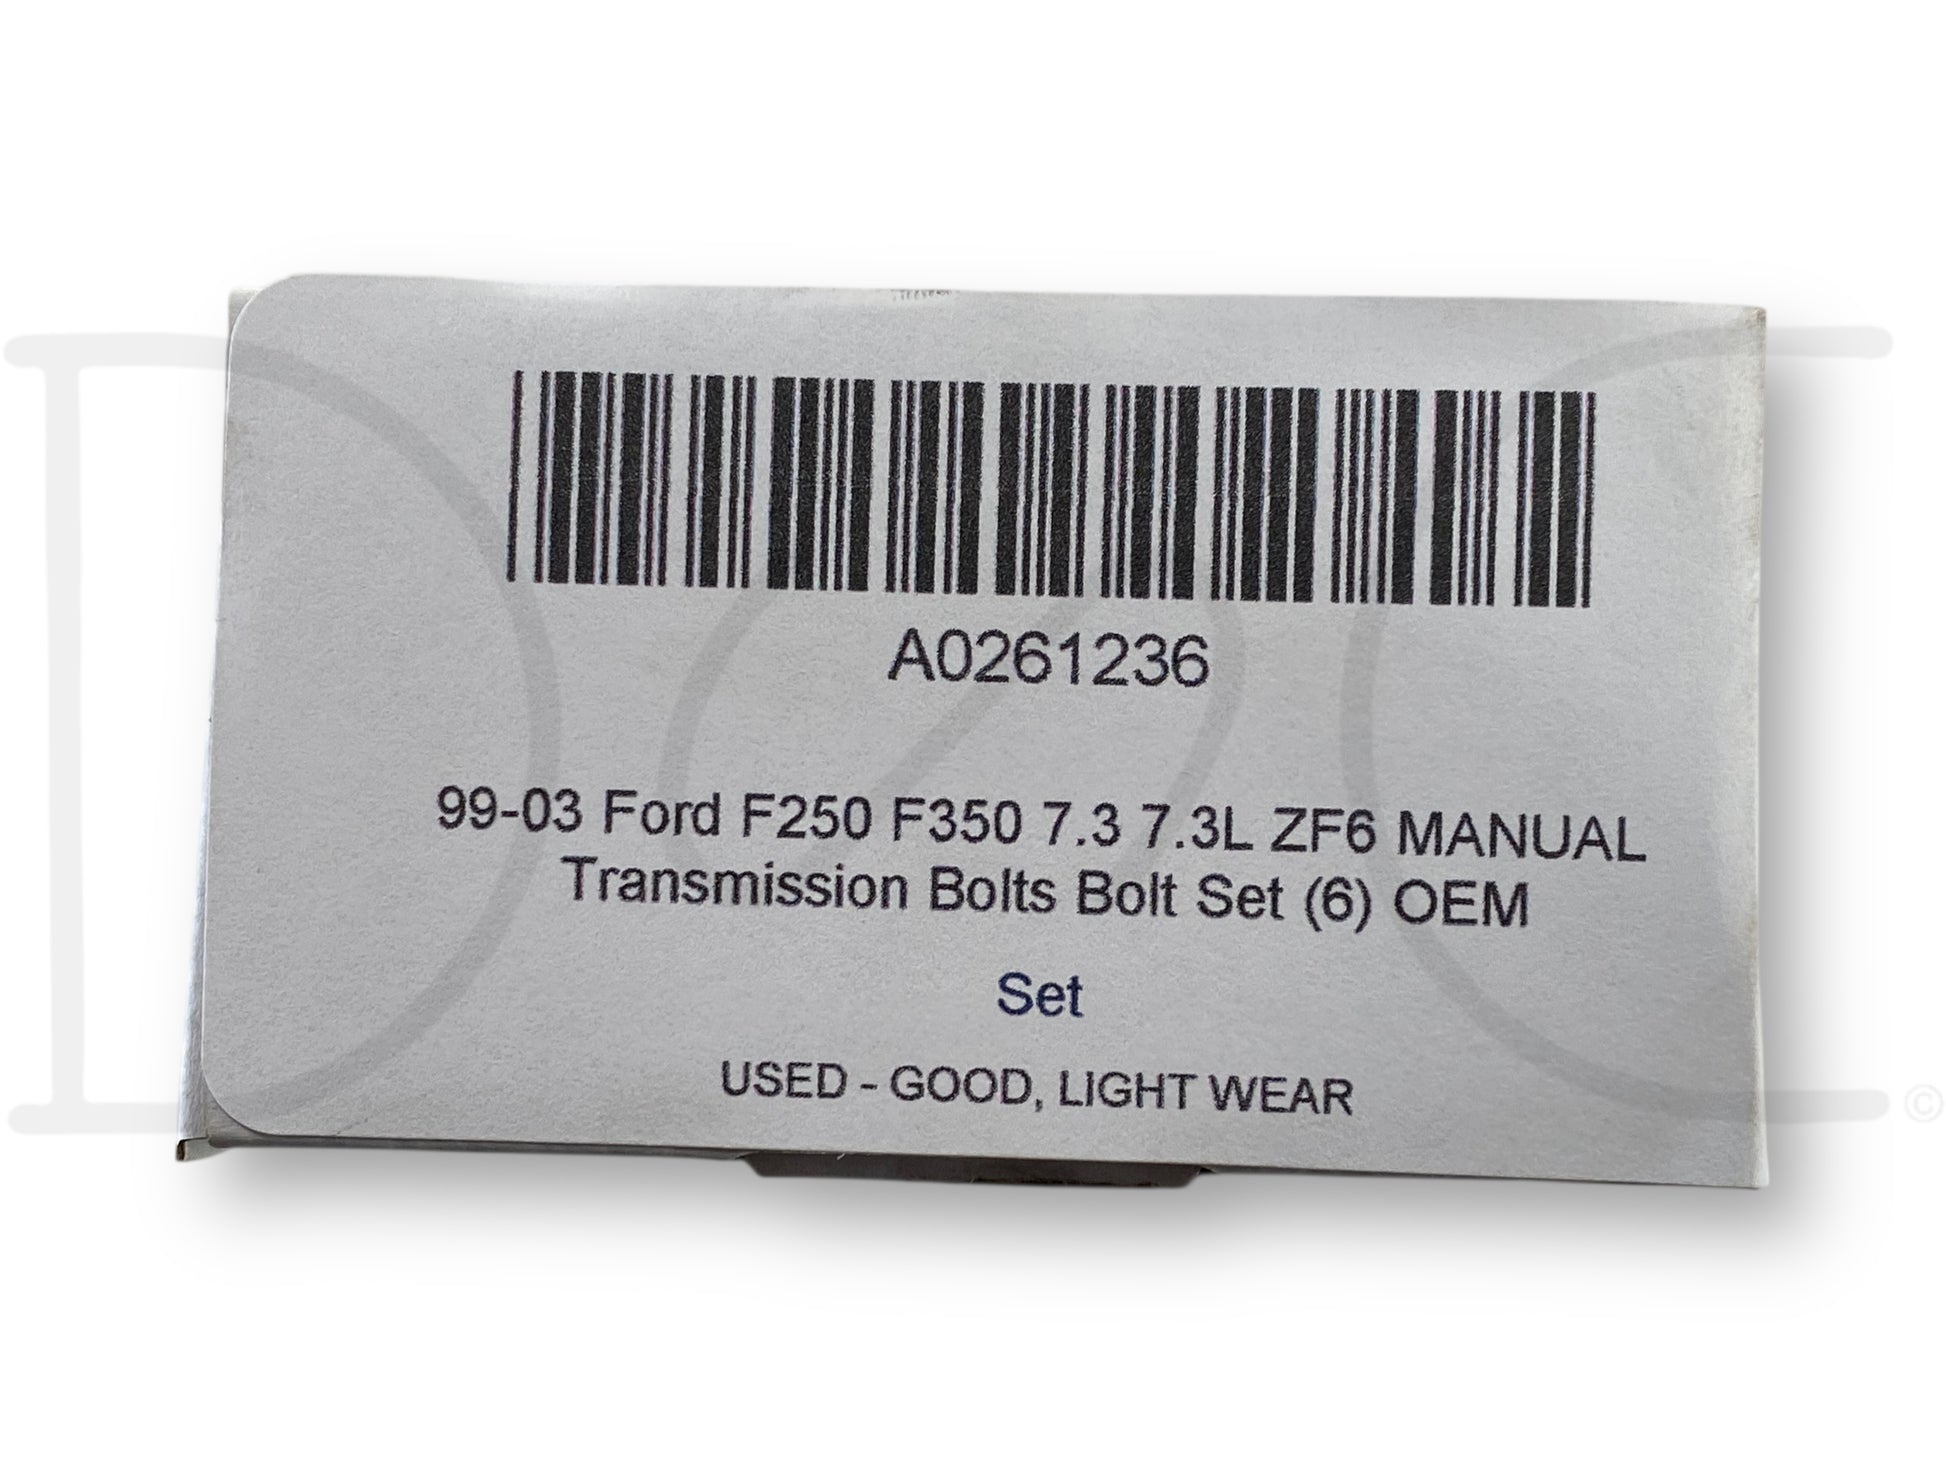 A0261236
99-03 Ford F250 F350 7.3 7.3L ZF6 MANUAL
Transmission Bolts Bolt Set (6) OEM
Set
USED - GOOD, LIGHT WEAR
©